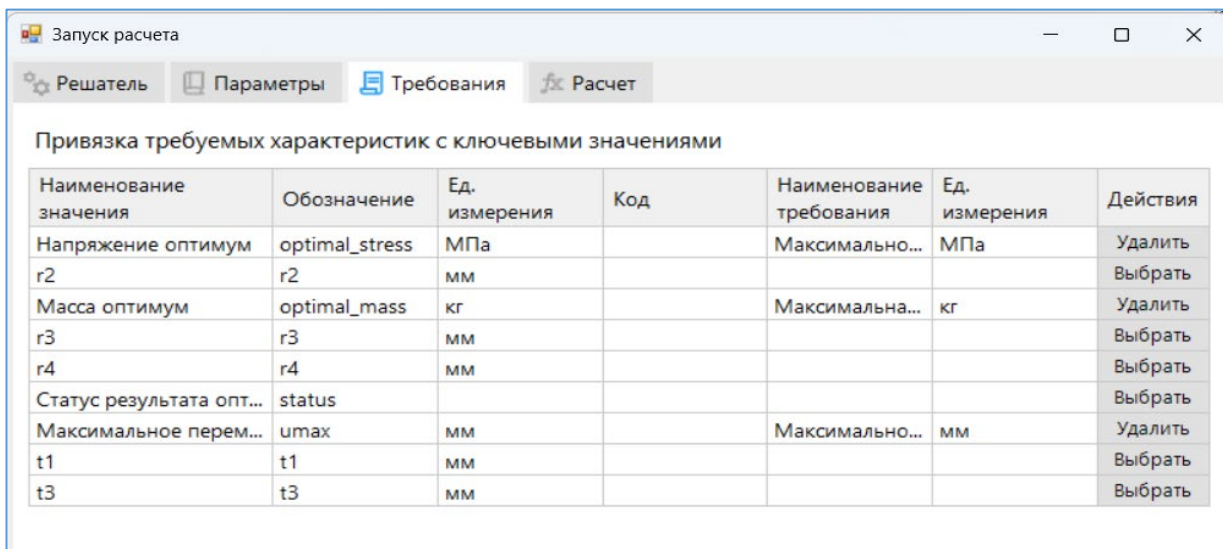 Запуск расчета
Решатель Параметры Требования fx Расчет
Привязка требуемых характеристик с ключевыми значениями
Наименование значения Обозначение Ед. измерения Код Наименование требования Ед. измерения Действия
Напряжение оптимум optimal_stress МПа Максимально... МПа Удалить
r2 r2 мм Выбрать
Масса оптимум optimal_mass кг Максимальна... кг Удалить
r3 r3 мм Выбрать
r4 r4 мм Выбрать
Статус результата опт... status Выбрать
Максимальное перем... umax мм Максимально... мм Удалить
t1 t1 мм Выбрать
t3 t3 мм Выбрать